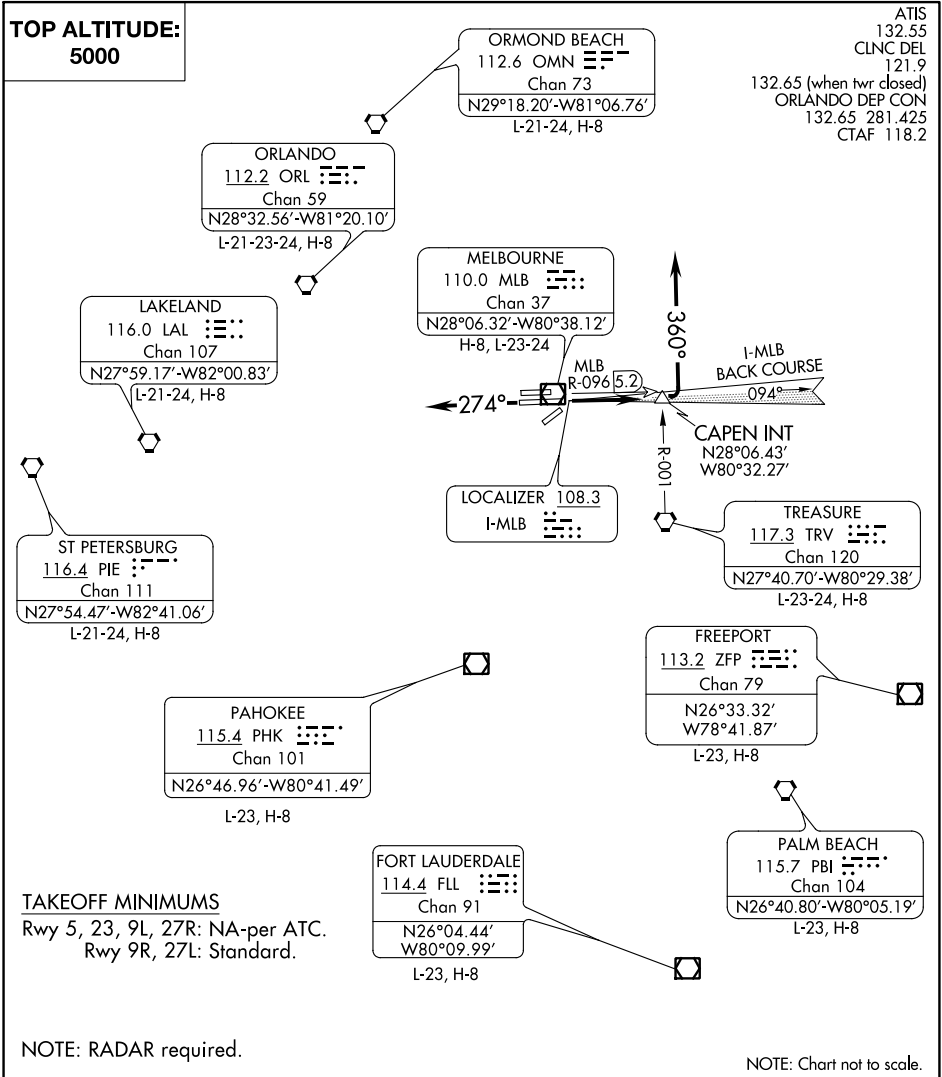 TOP ALTITUDE:
5000
ATIS
132.55
CLNC DEL
121.9
132.65 (when twr closed)
ORLANDO DEP CON
132.65 281.425
CTAF 118.2
ORMOND BEACH
112.6 OMN
Chan 73
N29°18.20'-W81°06.76'
L-21-24, H-8
ORLANDO
112.2 ORL
Chan 59
N28°32.56'-W81°20.10'
L-21-23-24, H-8
MELBOURNE
110.0 MLB
Chan 37
N28°06.32'-W80°38.12'
H-8, L-23-24
LAKELAND
116.0 LAL
Chan 107
N27°59.17'-W82°00.83'
L-21-24, H-8
360°
I-MLB
BACK COURSE
094°
MLB
R-096 5.2
274°
CAPEN INT
N28°06.43'
W80°32.27'
R-001
LOCALIZER 108.3
I-MLB
TREASURE
117.3 TRV
Chan 120
N27°40.70'-W80°29.38'
L-23-24, H-8
ST PETERSBURG
116.4 PIE
Chan 111
N27°54.47'-W82°41.06'
L-21-24, H-8
FREEPORT
113.2 ZFP
Chan 79
N26°33.32'
W78°41.87'
L-23, H-8
PAHOKEE
115.4 PHK
Chan 101
N26°46.96'-W80°41.49'
L-23, H-8
PALM BEACH
115.7 PBI
Chan 104
N26°40.80'-W80°05.19'
L-23, H-8
FORT LAUDERDALE
114.4 FLL
Chan 91
N26°04.44'
W80°09.99'
L-23, H-8
TAKEOFF MINIMUMS
Rwy 5, 23, 9L, 27R: NA-per ATC.
Rwy 9R, 27L: Standard.
NOTE: RADAR required.
NOTE: Chart not to scale.